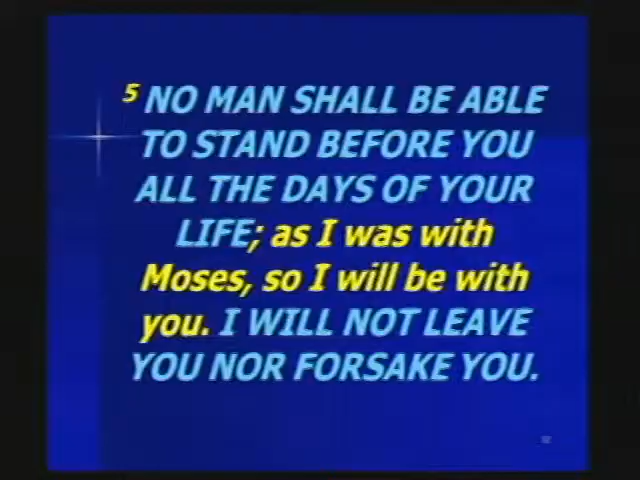 5 NO MAN SHALL BE ABLE
TO STAND BEFORE YOU
ALL THE DAYS OF YOUR
LIFE; as I was with
Moses, so I will be with
you. I WILL NOT LEAVE
YOU NOR FORSAKE YOU.